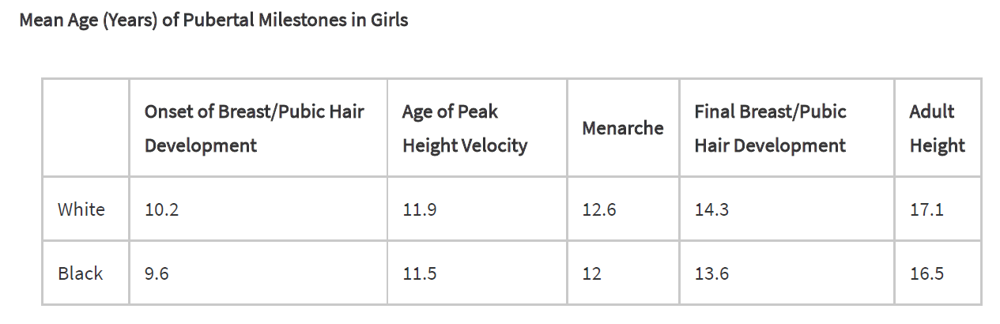 Mean Age (Years) of Pubertal Milestones in Girls
Onset of Breast/Pubic Hair Development
Age of Peak Height Velocity
Menarche
Final Breast/Pubic Hair Development
Adult Height
White 10.2 11.9 12.6 14.3 17.1
Black 9.6 11.5 12 13.6 16.5